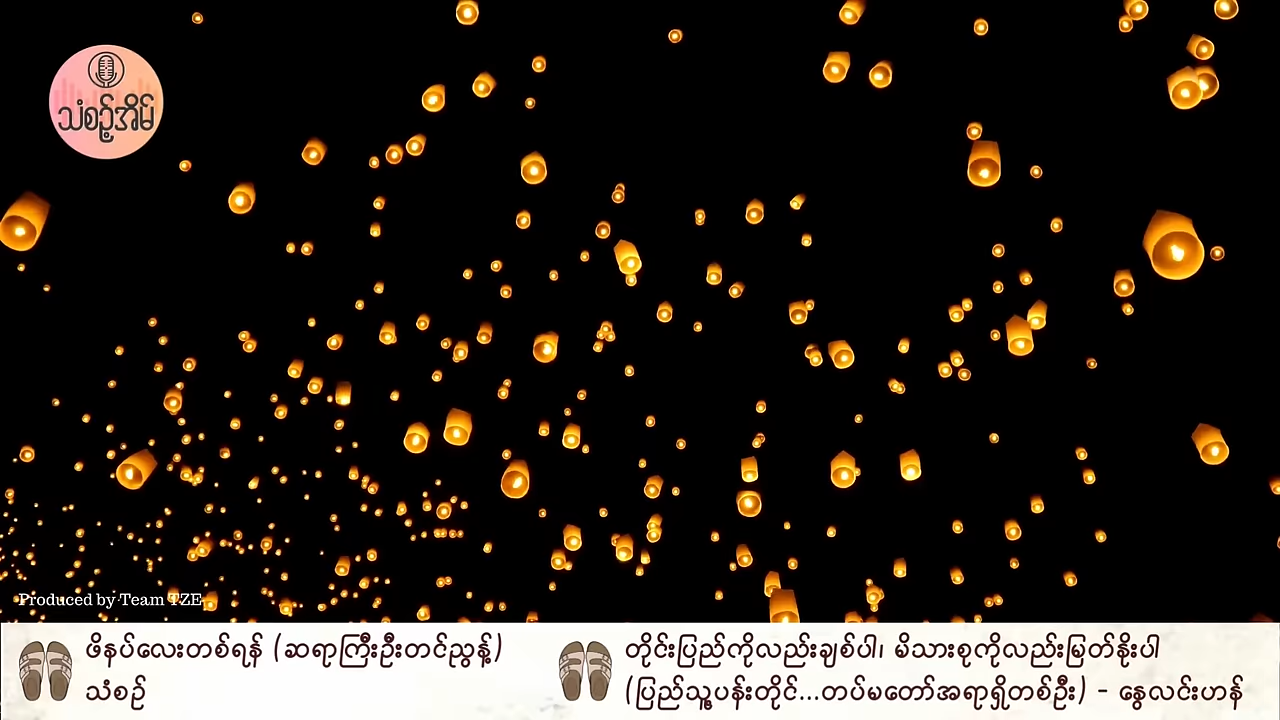 သံစဉ်အိမ်
Produced by Team TZE
ဖိနပ်လေးတစ်ရန် (ဆရာကြီးဦးတင်ညွန့်)
သံစဉ်
တိုင်းပြည်ကိုလည်းချစ်ပါ၊ မိသားစုကိုလည်းမြတ်နိုးပါ
(ပြည်သူ့ပန်းတိုင်...တပ်မတော်အရာရှိတစ်ဦး) - နွေလင်းဟန်